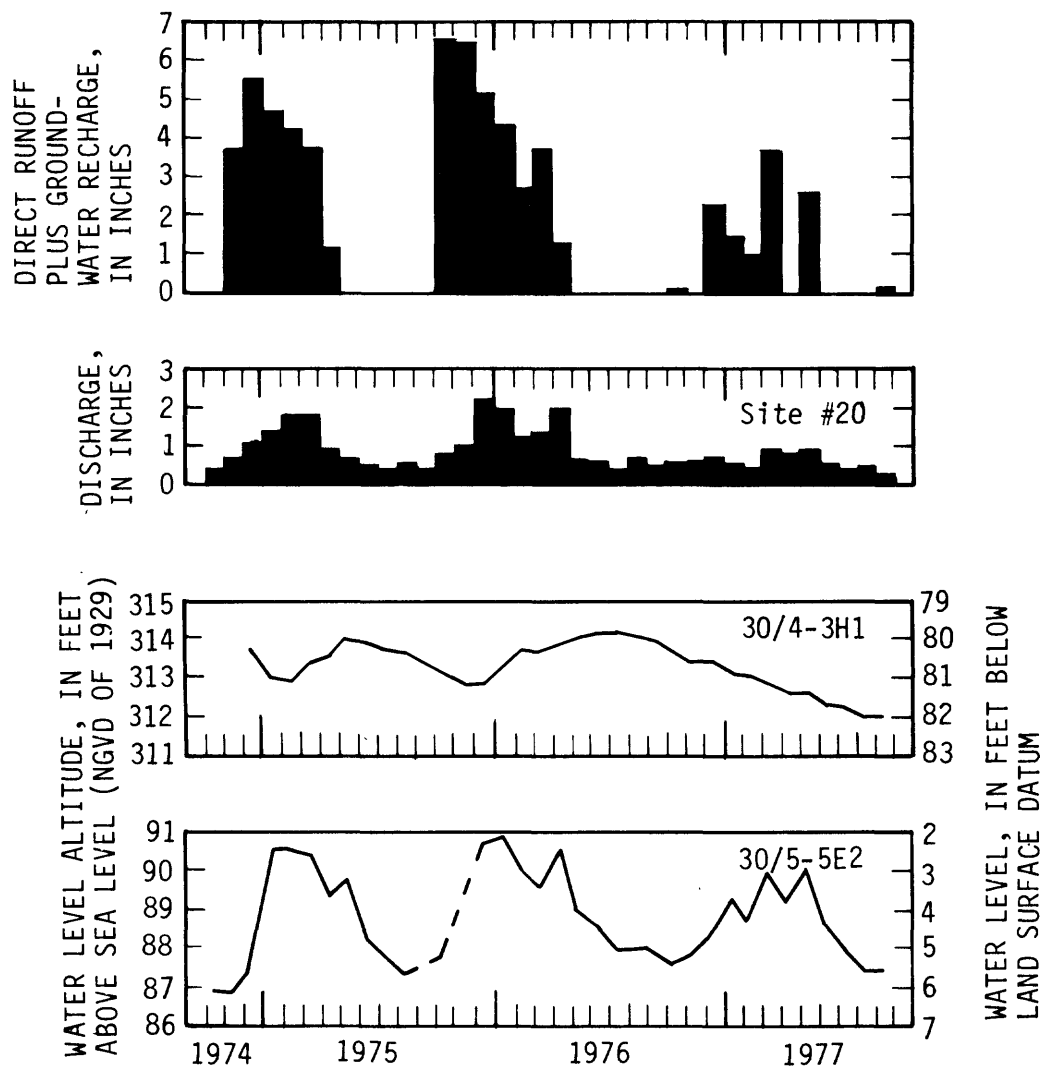 DIRECT RUNOFF
PLUS GROUND-
WATER RECHARGE,
IN INCHES
7
6
5
4
3
2
1
0
DISCHARGE,
IN INCHES
3
2
1
0
Site #20
WATER LEVEL ALTITUDE, IN FEET
ABOVE SEA LEVEL (NGVD OF 1929)
315
314
313
312
311
30/4-3H1
79
80
81
82
83
91
90
89
88
87
86
30/5-5E2
2
3
4
5
6
7
WATER LEVEL, IN FEET BELOW
LAND SURFACE DATUM
1974 1975 1976 1977